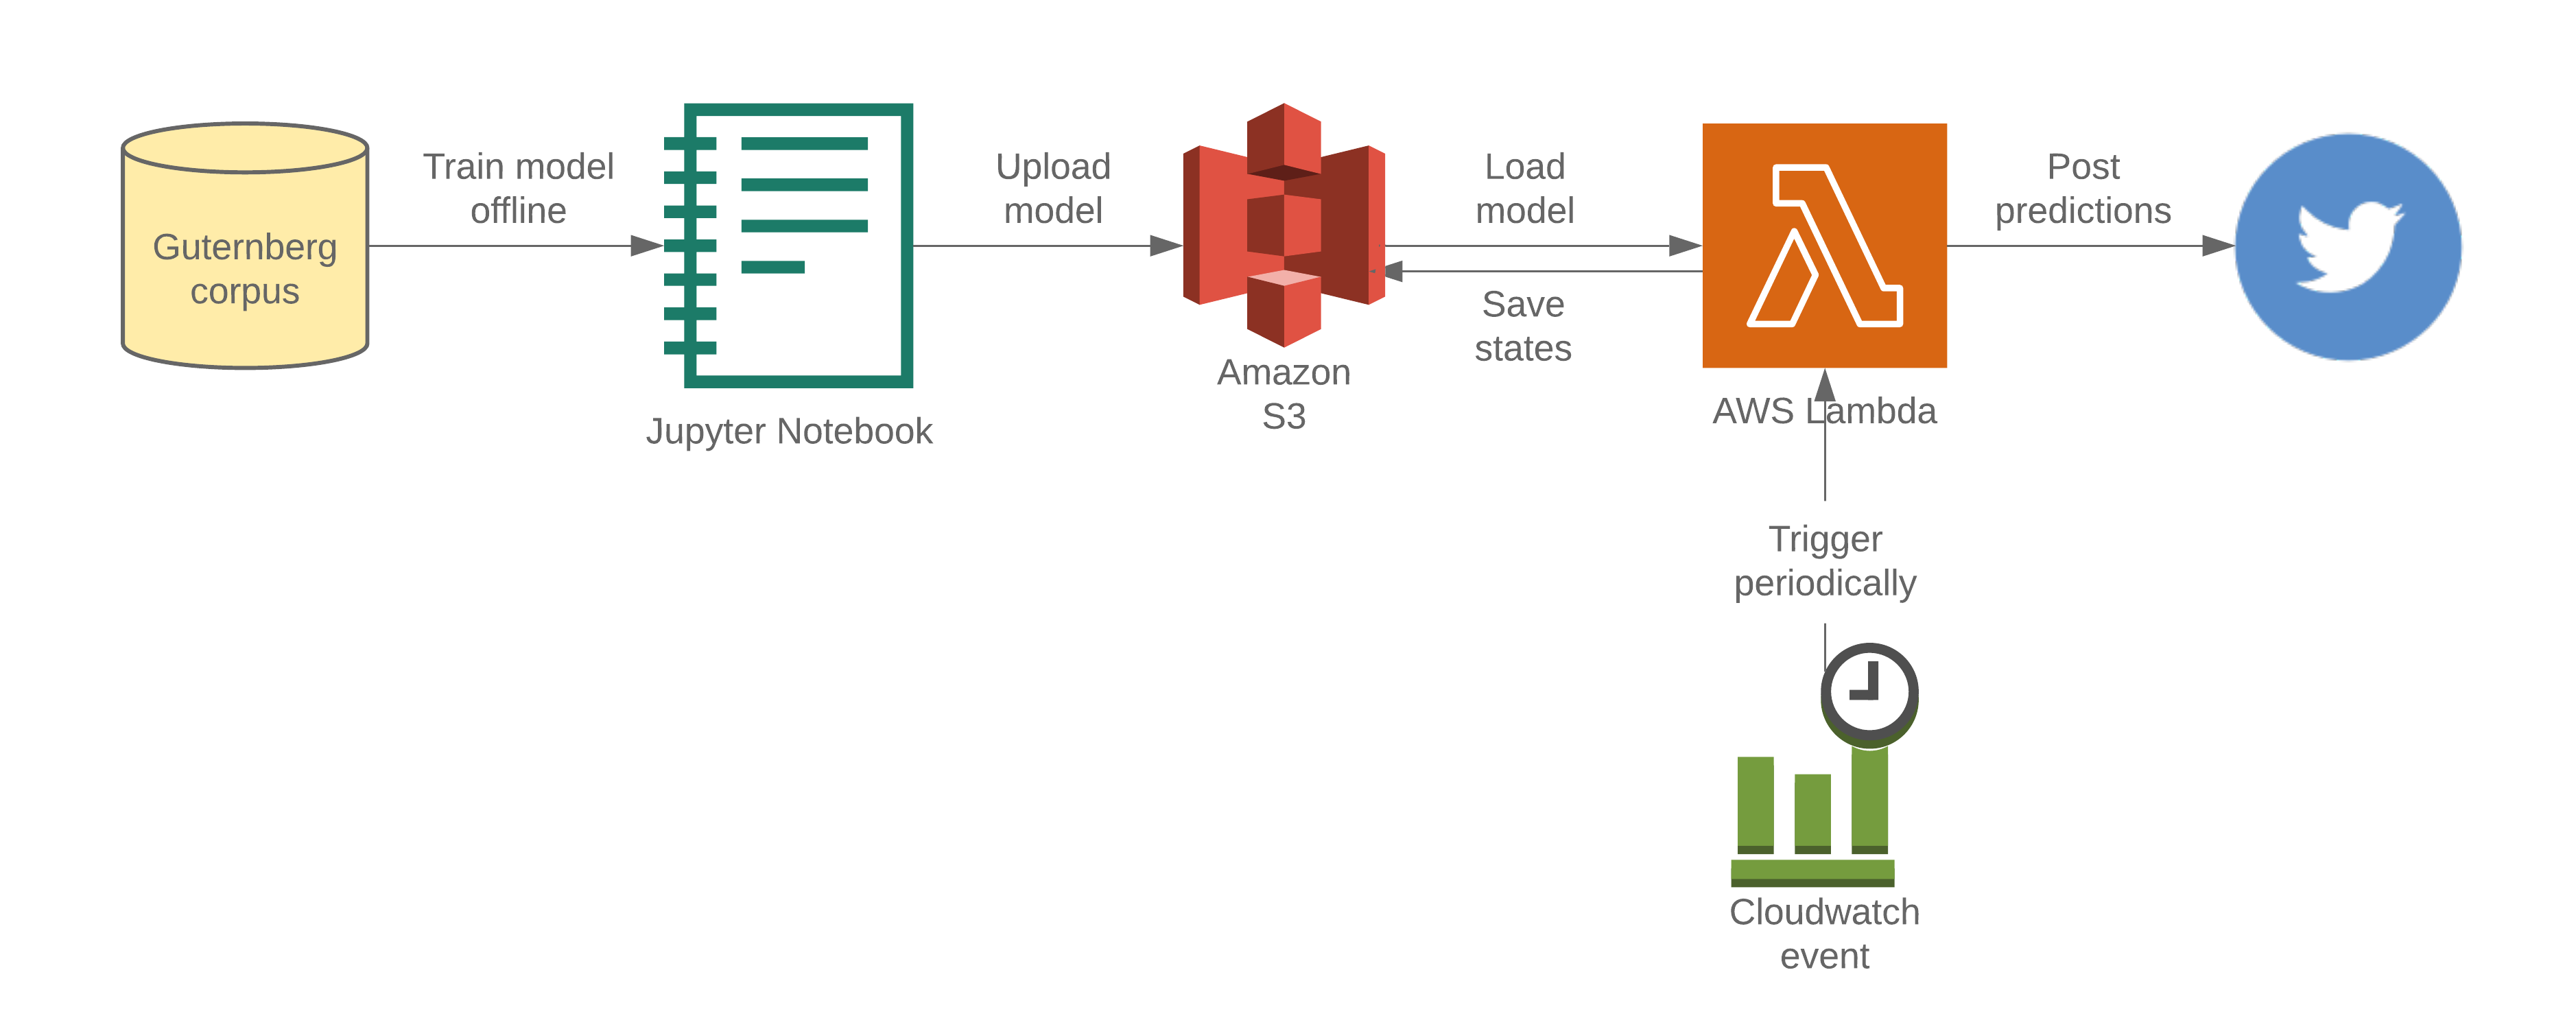 Train model
offline
Upload
model
Load
model
Post
predictions
Guternberg
corpus
Save
states
Jupyter Notebook
Amazon
S3
AWS Lambda
Trigger
periodically
Cloudwatch
event